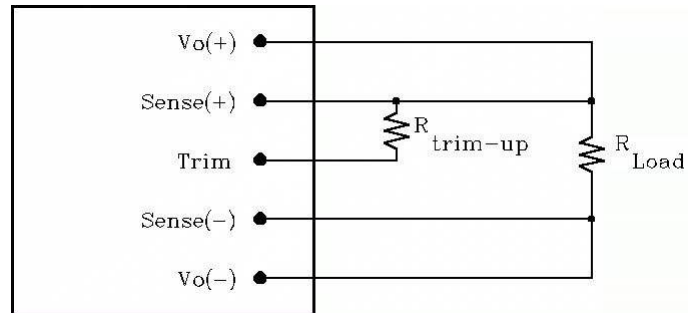 Vo(+)
Sense(+)
R
trim-up
Trim
R
Load
Sense(-)
Vo(-)